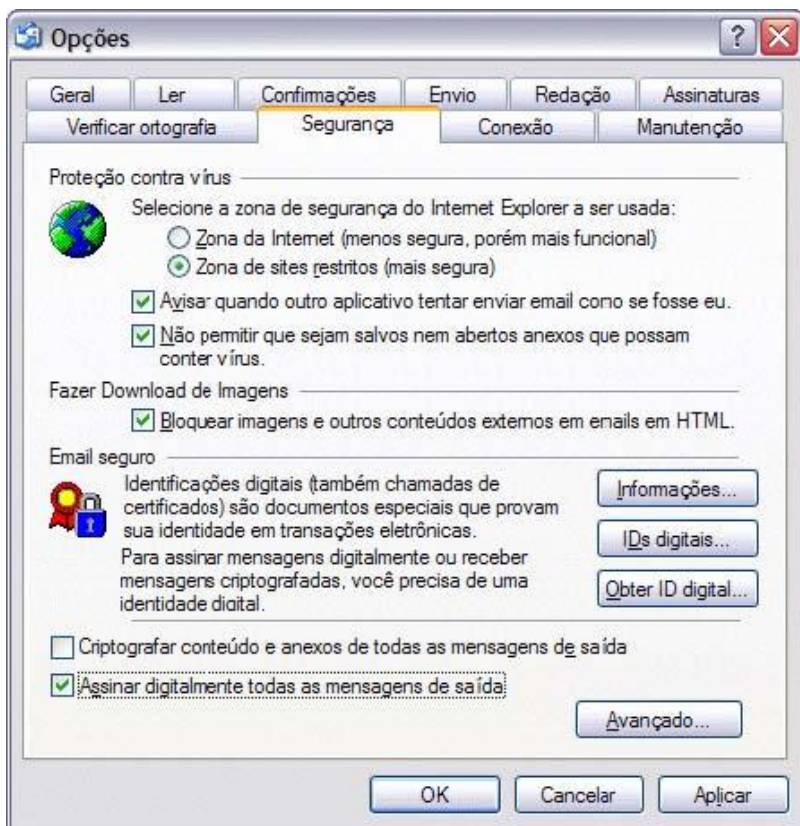 Opções
Geral Ler Confirmações Envio Redação Assinaturas
Verificar ortografia Segurança Conexão Manutenção
Proteção contra vírus
Selecione a zona de segurança do Internet Explorer a ser usada:
Zona da Internet (menos segura, porém mais funcional)
Zona de sites restritos (mais segura)
Avisar quando outro aplicativo tentar enviar email como se fosse eu.
Não permitir que sejam salvos nem abertos anexos que possam
conter vírus.
Fazer Download de Imagens
Bloquear imagens e outros conteúdos externos em emails em HTML.
Email seguro
Identificações digitais (também chamadas de
certificados) são documentos especiais que provam
sua identidade em transações eletrônicas.
Para assinar mensagens digitalmente ou receber
mensagens criptografadas, você precisa de uma
identidade digital.
Informações...
IDs digitais...
Obter ID digital...
Criptografar conteúdo e anexos de todas as mensagens de saída
Assinar digitalmente todas as mensagens de saída
Avançado...
OK Cancelar Aplicar